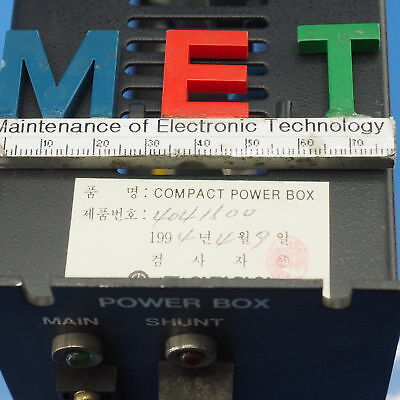 MET
Maintenance of Electronic Technology
10 20 30 40 50 60 70
품 명 : COMPACT POWER BOX
제품번호: 4041800
1994년 4월 9일
검 사 자
POWER BOX
MAIN SHUNT